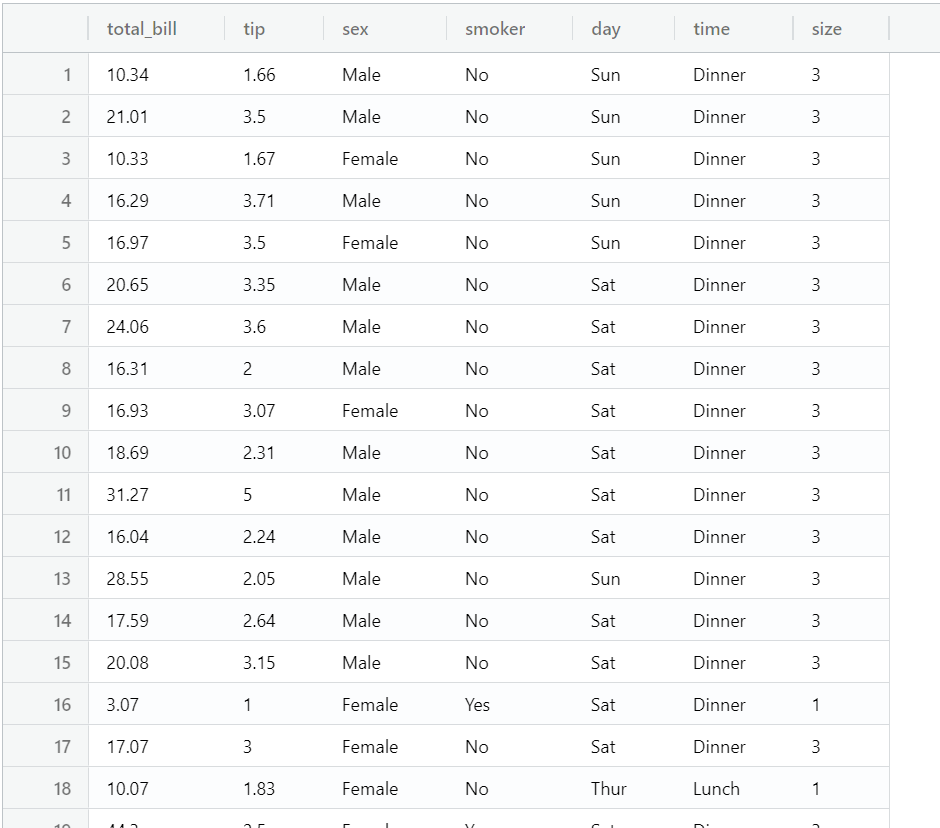 total_bill tip sex smoker day time size
1 10.34 1.66 Male No Sun Dinner 3
2 21.01 3.5 Male No Sun Dinner 3
3 10.33 1.67 Female No Sun Dinner 3
4 16.29 3.71 Male No Sun Dinner 3
5 16.97 3.5 Female No Sun Dinner 3
6 20.65 3.35 Male No Sat Dinner 3
7 24.06 3.6 Male No Sat Dinner 3
8 16.31 2 Male No Sat Dinner 3
9 16.93 3.07 Female No Sat Dinner 3
10 18.69 2.31 Male No Sat Dinner 3
11 31.27 5 Male No Sat Dinner 3
12 16.04 2.24 Male No Sat Dinner 3
13 28.55 2.05 Male No Sun Dinner 3
14 17.59 2.64 Male No Sat Dinner 3
15 20.08 3.15 Male No Sat Dinner 3
16 3.07 1 Female Yes Sat Dinner 1
17 17.07 3 Female No Sat Dinner 3
18 10.07 1.83 Female No Thur Lunch 1